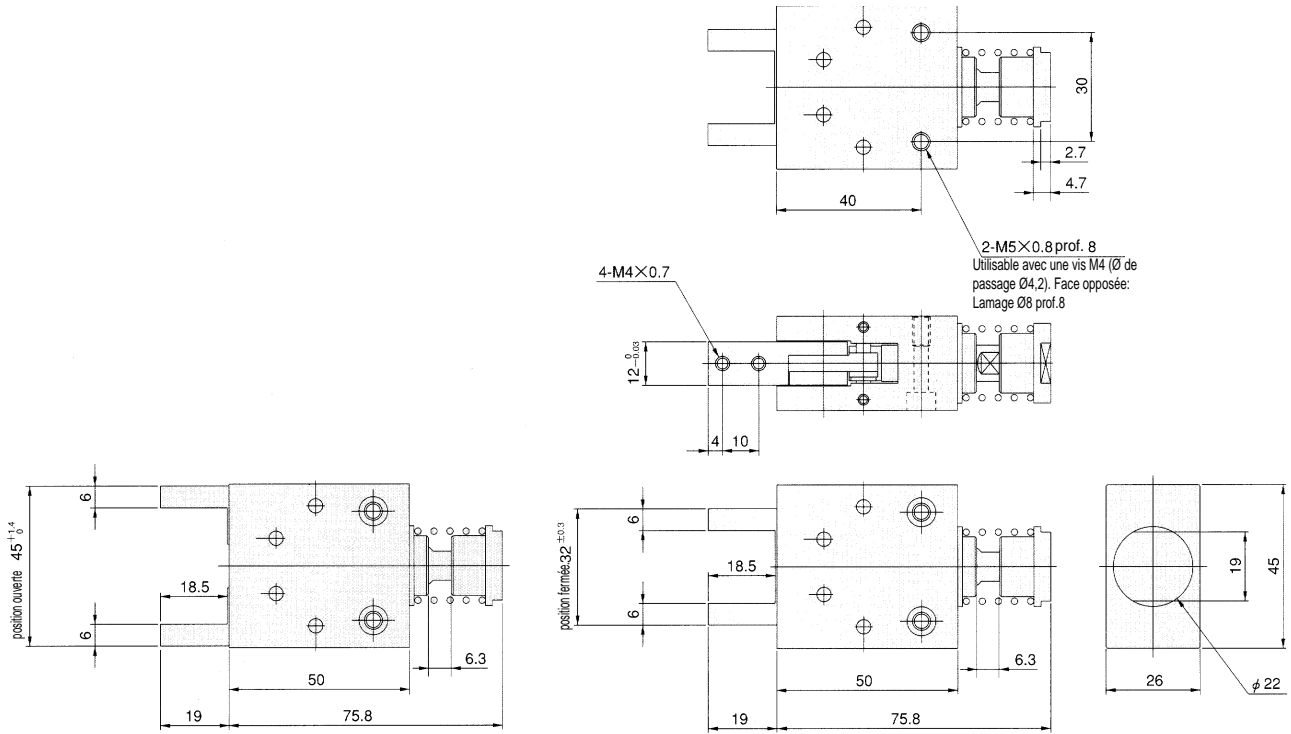 30
2.7
4.7
40
2-M5×0.8 prof. 8
Utilisable avec une vis M4 (Ø de
passage Ø4,2). Face opposée:
Lamage Ø8 prof.8
4-M4×0.7
12 0 -0.03
4
10
6
position ouverte 45 +1.4 0
18.5
6
6.3
50
19
75.8
6
position fermée.32 ±0.3
18.5
6
6.3
50
19
75.8
19
45
26
ϕ 22